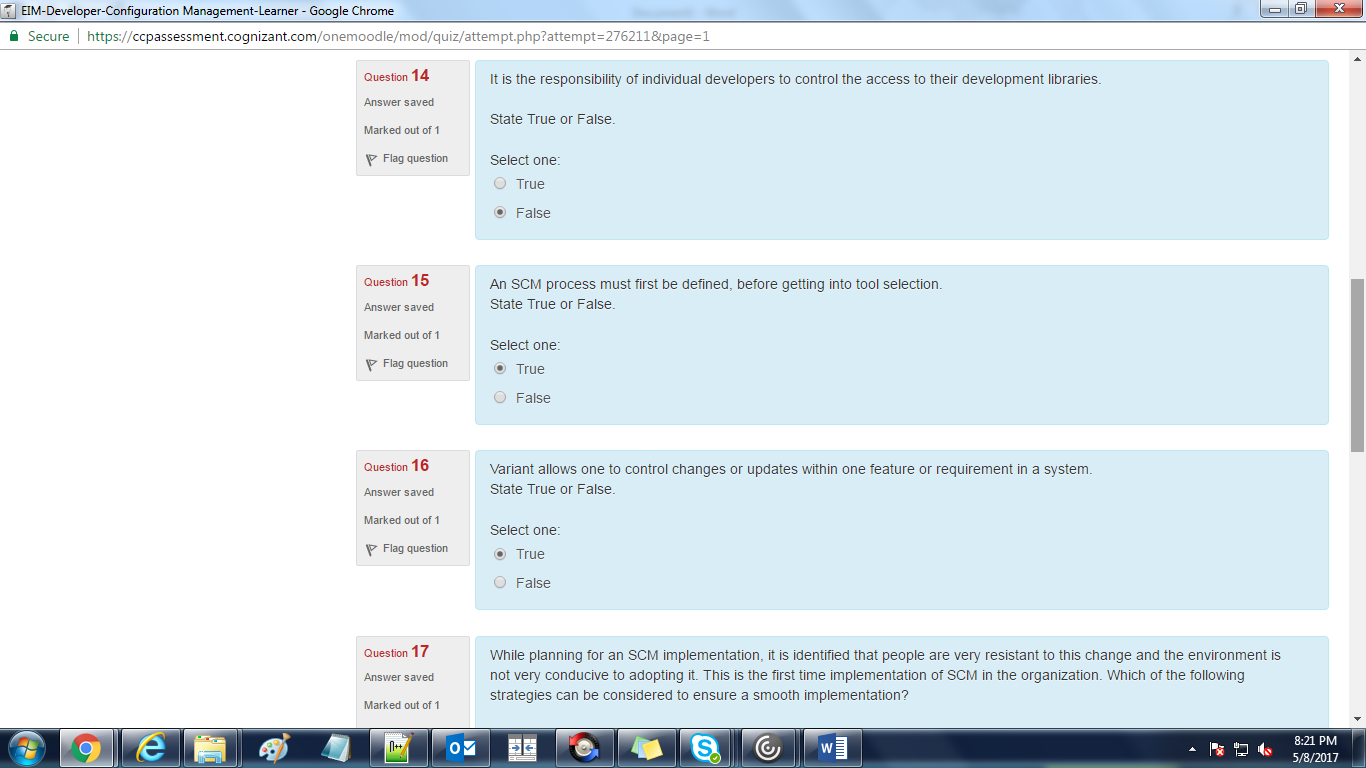 EIM-Developer-Configuration Management-Learner - Google Chrome
Secure https://ccpassessment.cognizant.com/onemoodle/mod/quiz/attempt.php?attempt=276211&page=1
Question 14
Answer saved
Marked out of 1
Flag question
It is the responsibility of individual developers to control the access to their development libraries.
State True or False.
Select one:
True
False
Question 15
Answer saved
Marked out of 1
Flag question
An SCM process must first be defined, before getting into tool selection.
State True or False.
Select one:
True
False
Question 16
Answer saved
Marked out of 1
Flag question
Variant allows one to control changes or updates within one feature or requirement in a system.
State True or False.
Select one:
True
False
Question 17
Answer saved
Marked out of 1
While planning for an SCM implementation, it is identified that people are very resistant to this change and the environment is
not very conducive to adopting it. This is the first time implementation of SCM in the organization. Which of the following
strategies can be considered to ensure a smooth implementation?
8:21 PM
5/8/2017